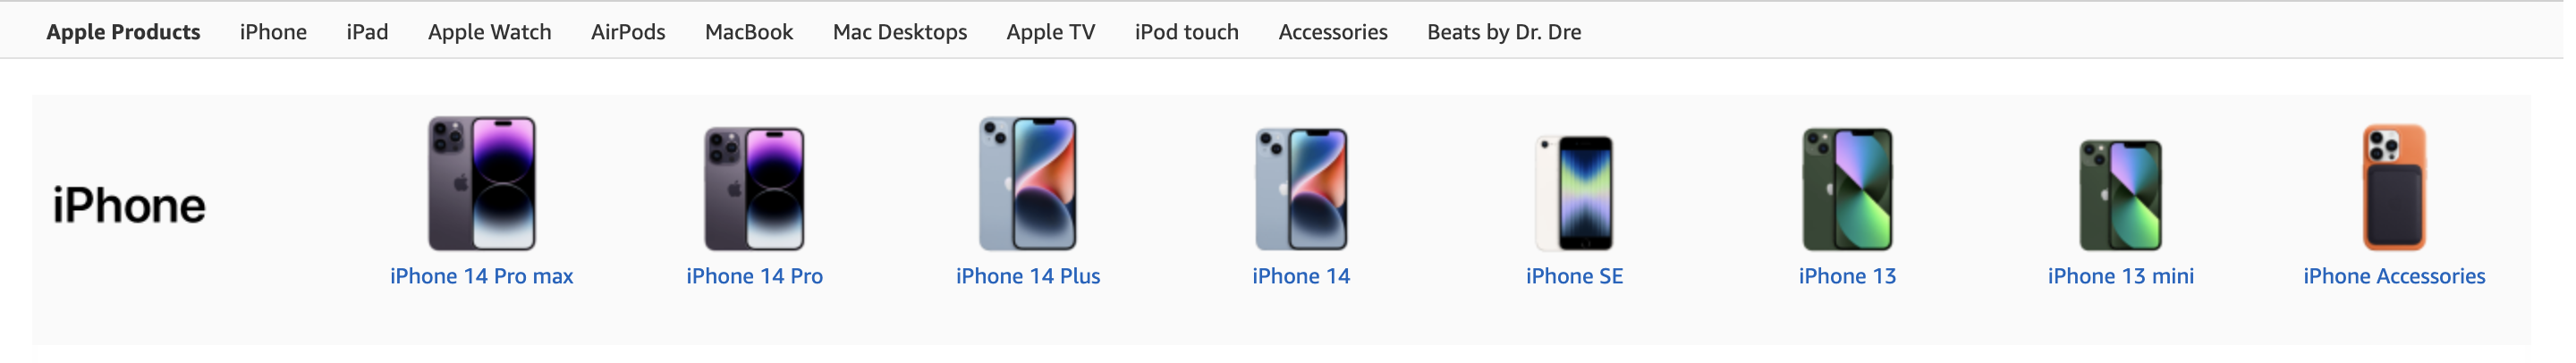 Apple Products iPhone iPad Apple Watch AirPods MacBook Mac Desktops Apple TV iPod touch Accessories Beats by Dr. Dre
iPhone
iPhone 14 Pro max iPhone 14 Pro iPhone 14 Plus iPhone 14 iPhone SE iPhone 13 iPhone 13 mini iPhone Accessories